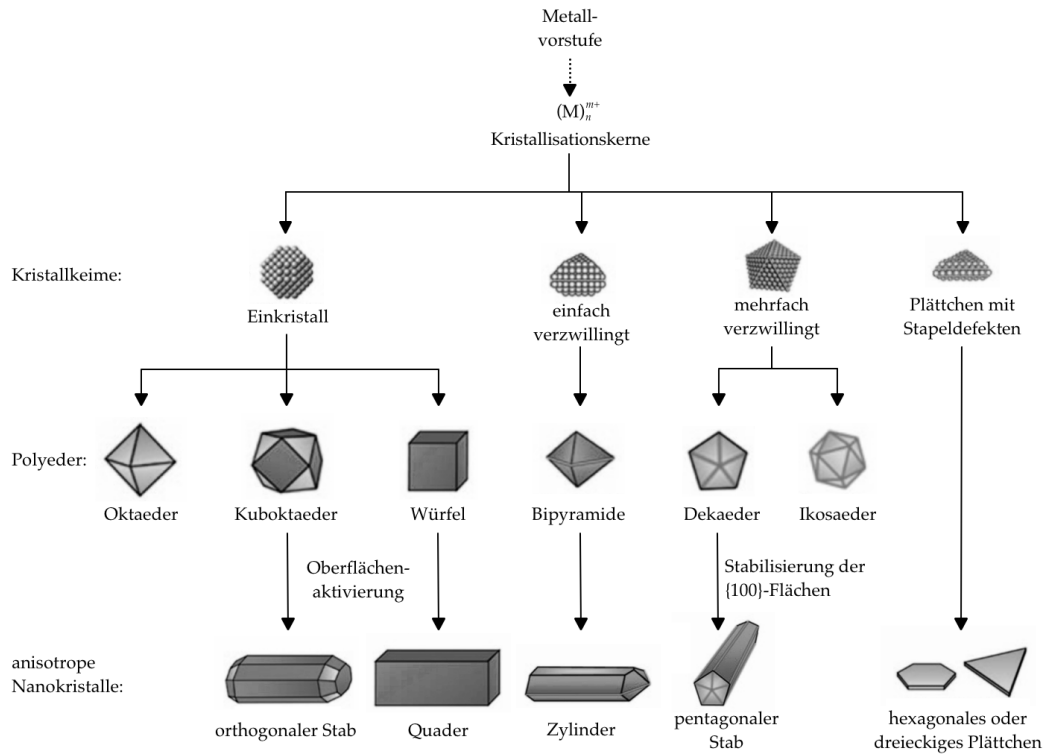 Metall-
vorstufe
(M)ₙᵐ⁺
Kristallisationskerne
Kristallkeime:
Einkristall
einfach
verzwillingt
mehrfach
verzwillingt
Plättchen mit
Stapeldefekten
Polyeder:
Oktaeder
Kuboktaeder
Würfel
Bipyramide
Dekaeder
Ikosaeder
Oberflächen-
aktivierung
Stabilisierung der
{100}-Flächen
anisotrope
Nanokristalle:
orthogonaler Stab
Quader
Zylinder
pentagonaler
Stab
hexagonales oder
dreieckiges Plättchen